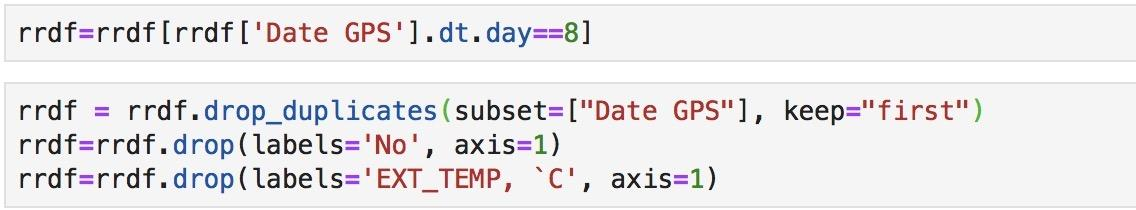 rrdf=rrdf[rrdf['Date GPS'].dt.day==8]
rrdf = rrdf.drop_duplicates(subset=["Date GPS"], keep="first")
rrdf=rrdf.drop(labels='No', axis=1)
rrdf=rrdf.drop(labels='EXT_TEMP, `C', axis=1)